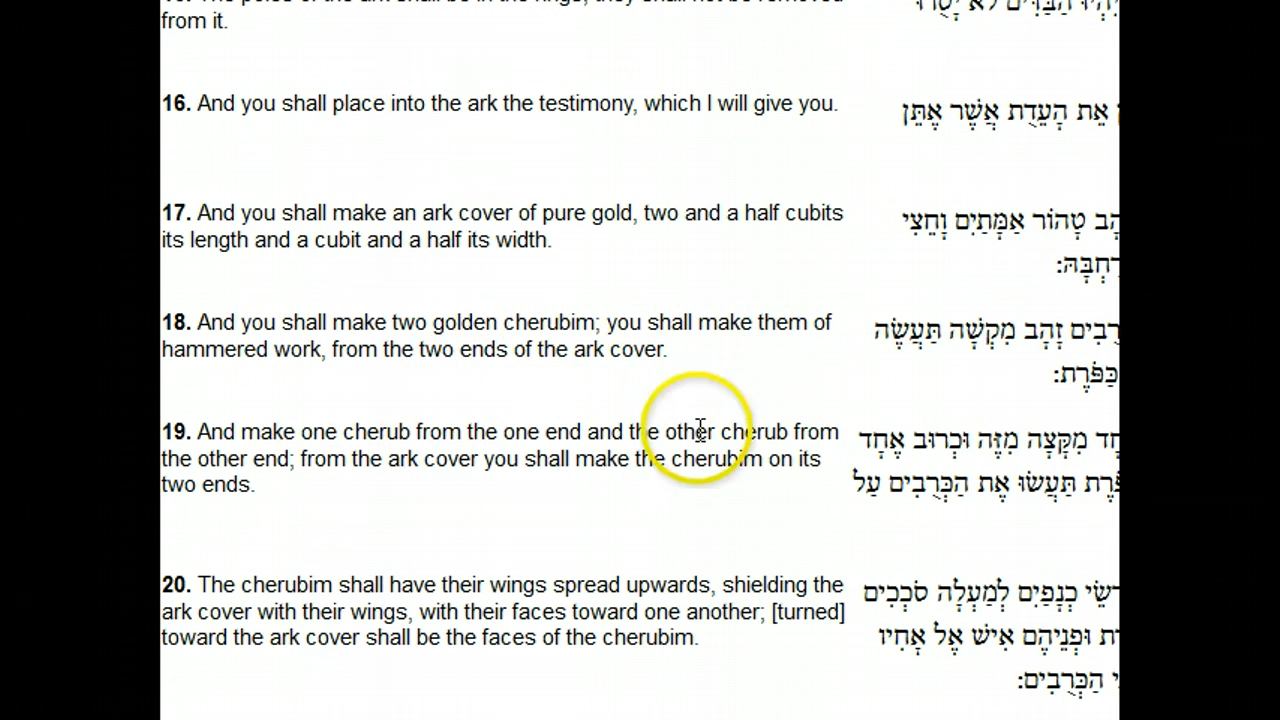 from it.
16. And you shall place into the ark the testimony, which I will give you.
אֵת הָעֵדֻת אֲשֶׁר אֶתֵּן
17. And you shall make an ark cover of pure gold, two and a half cubits
its length and a cubit and a half its width.
טָהוֹר אַמָּתַיִם וָחֵצִי
18. And you shall make two golden cherubim; you shall make them of
hammered work, from the two ends of the ark cover.
זָהָב מִקְשָׁה תַּעֲשֶׂה
19. And make one cherub from the one end and the other cherub from
the other end; from the ark cover you shall make the cherubim on its
two ends.
מִקָּצָה מִזֶּה וּכְרוּב אֶחָד
תַּעֲשׂוּ אֶת הַכְּרֻבִים עַל
20. The cherubim shall have their wings spread upwards, shielding the
ark cover with their wings, with their faces toward one another; [turned]
toward the ark cover shall be the faces of the cherubim.
כְנָפַיִם לְמַעְלָה סֹכְכִים
וּפְנֵיהֶם אִישׁ אֶל אָחִיו
הַכְּרֻבִים: